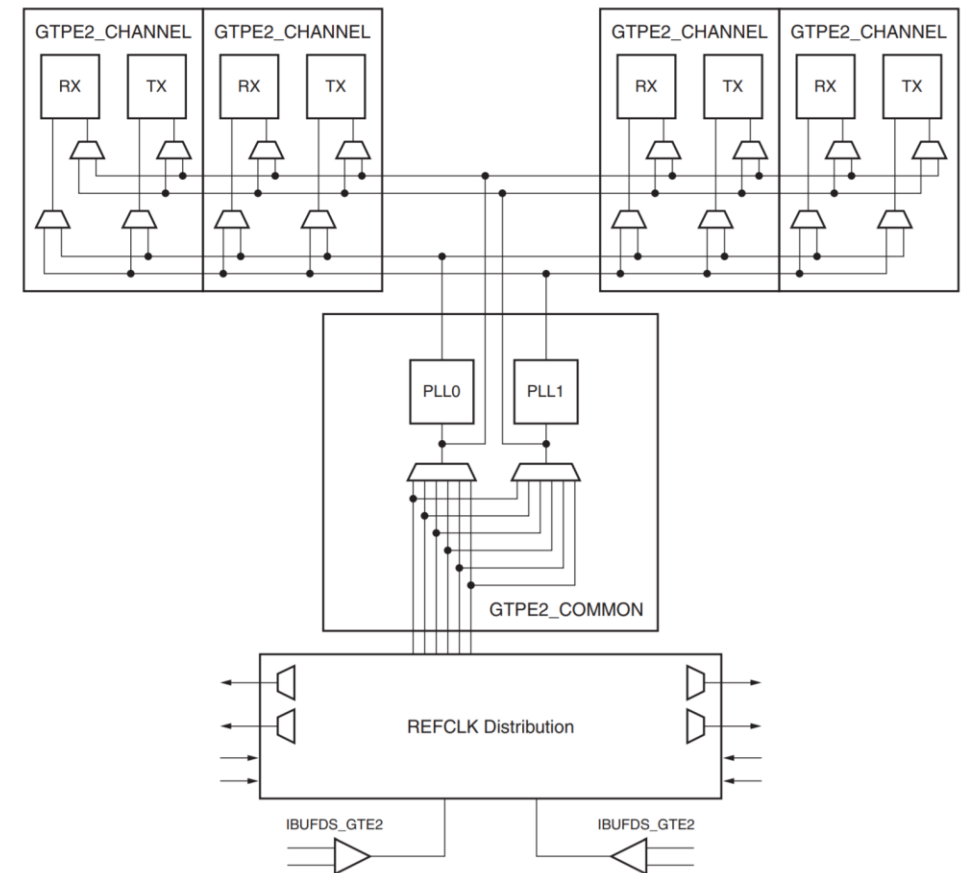 GTPE2_CHANNEL
GTPE2_CHANNEL
GTPE2_CHANNEL
GTPE2_CHANNEL
RX
TX
RX
TX
RX
TX
RX
TX
PLL0
PLL1
GTPE2_COMMON
REFCLK Distribution
IBUFDS_GTE2
IBUFDS_GTE2